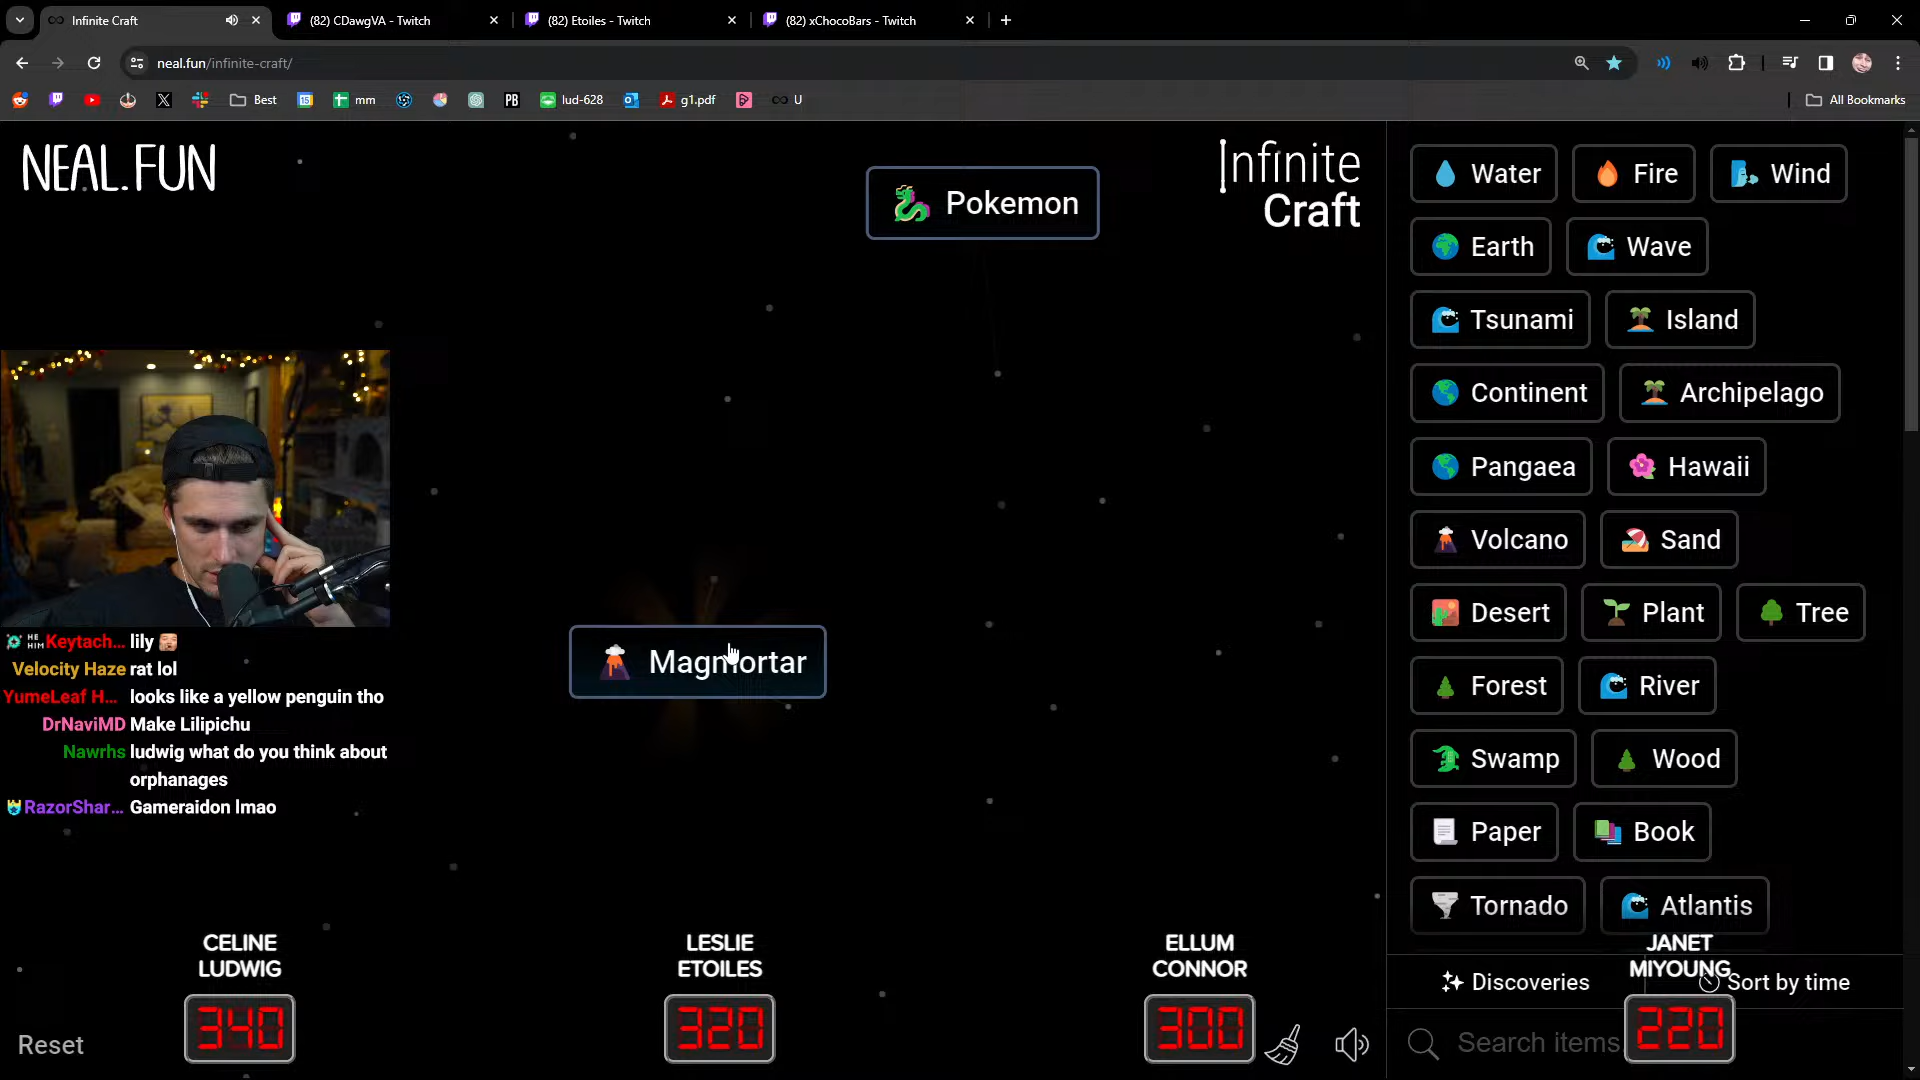 Infinite Craft
(82) CDawgVA - Twitch
(82) Etoiles - Twitch
(82) xChocoBars - Twitch
neal.fun/infinite-craft/
Best
15
mm
PB
lud-628
g1.pdf
U
All Bookmarks
NEAL.FUN
Infinite
Craft
Pokemon
Magmortar
Water
Fire
Wind
Earth
Wave
Tsunami
Island
Continent
Archipelago
Pangaea
Hawaii
Volcano
Sand
Desert
Plant
Tree
Forest
River
Swamp
Wood
Paper
Book
Tornado
Atlantis
HE HIM Keytach... lily
Velocity Haze rat lol
YumeLeaf H... looks like a yellow penguin tho
DrNaviMD Make Lilipichu
Nawrhs ludwig what do you think about
orphanages
RazorShar... Gameraidon lmao
CELINE
LUDWIG
340
LESLIE
ETOILES
320
ELLUM
CONNOR
300
JANET
MIYOUNG
220
Discoveries
Sort by time
Reset
Search items